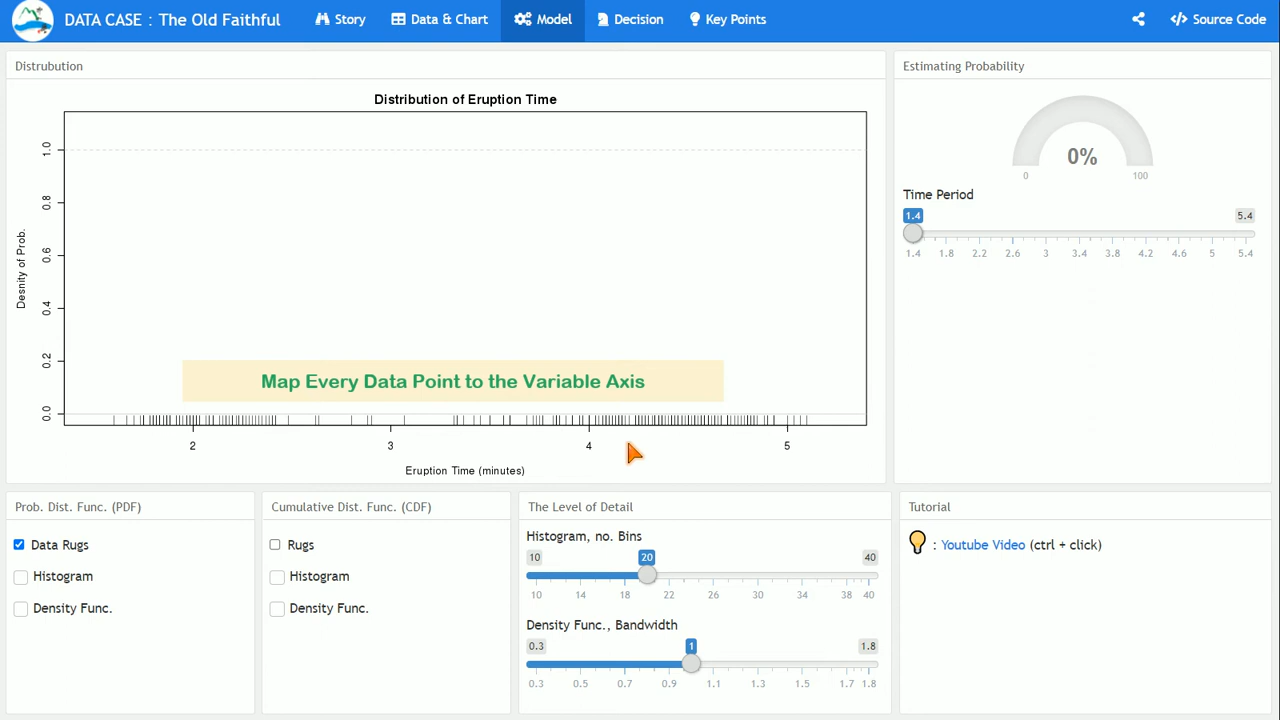 DATA CASE : The Old Faithful
Story
Data & Chart
Model
Decision
Key Points
Source Code
Distrubution
Distribution of Eruption Time
Desnity of Prob.
1.0
0.8
0.6
0.4
0.2
0.0
Map Every Data Point to the Variable Axis
2 3 4 5
Eruption Time (minutes)
Estimating Probability
0%
0 100
Time Period
1.4 5.4
1.4 1.8 2.2 2.6 3 3.4 3.8 4.2 4.6 5 5.4
Prob. Dist. Func. (PDF)
Data Rugs
Histogram
Density Func.
Cumulative Dist. Func. (CDF)
Rugs
Histogram
Density Func.
The Level of Detail
Histogram, no. Bins
10 20 40
10 14 18 22 26 30 34 38 40
Density Func., Bandwidth
0.3 1 1.8
0.3 0.5 0.7 0.9 1.1 1.3 1.5 1.7 1.8
Tutorial
: Youtube Video (ctrl + click)